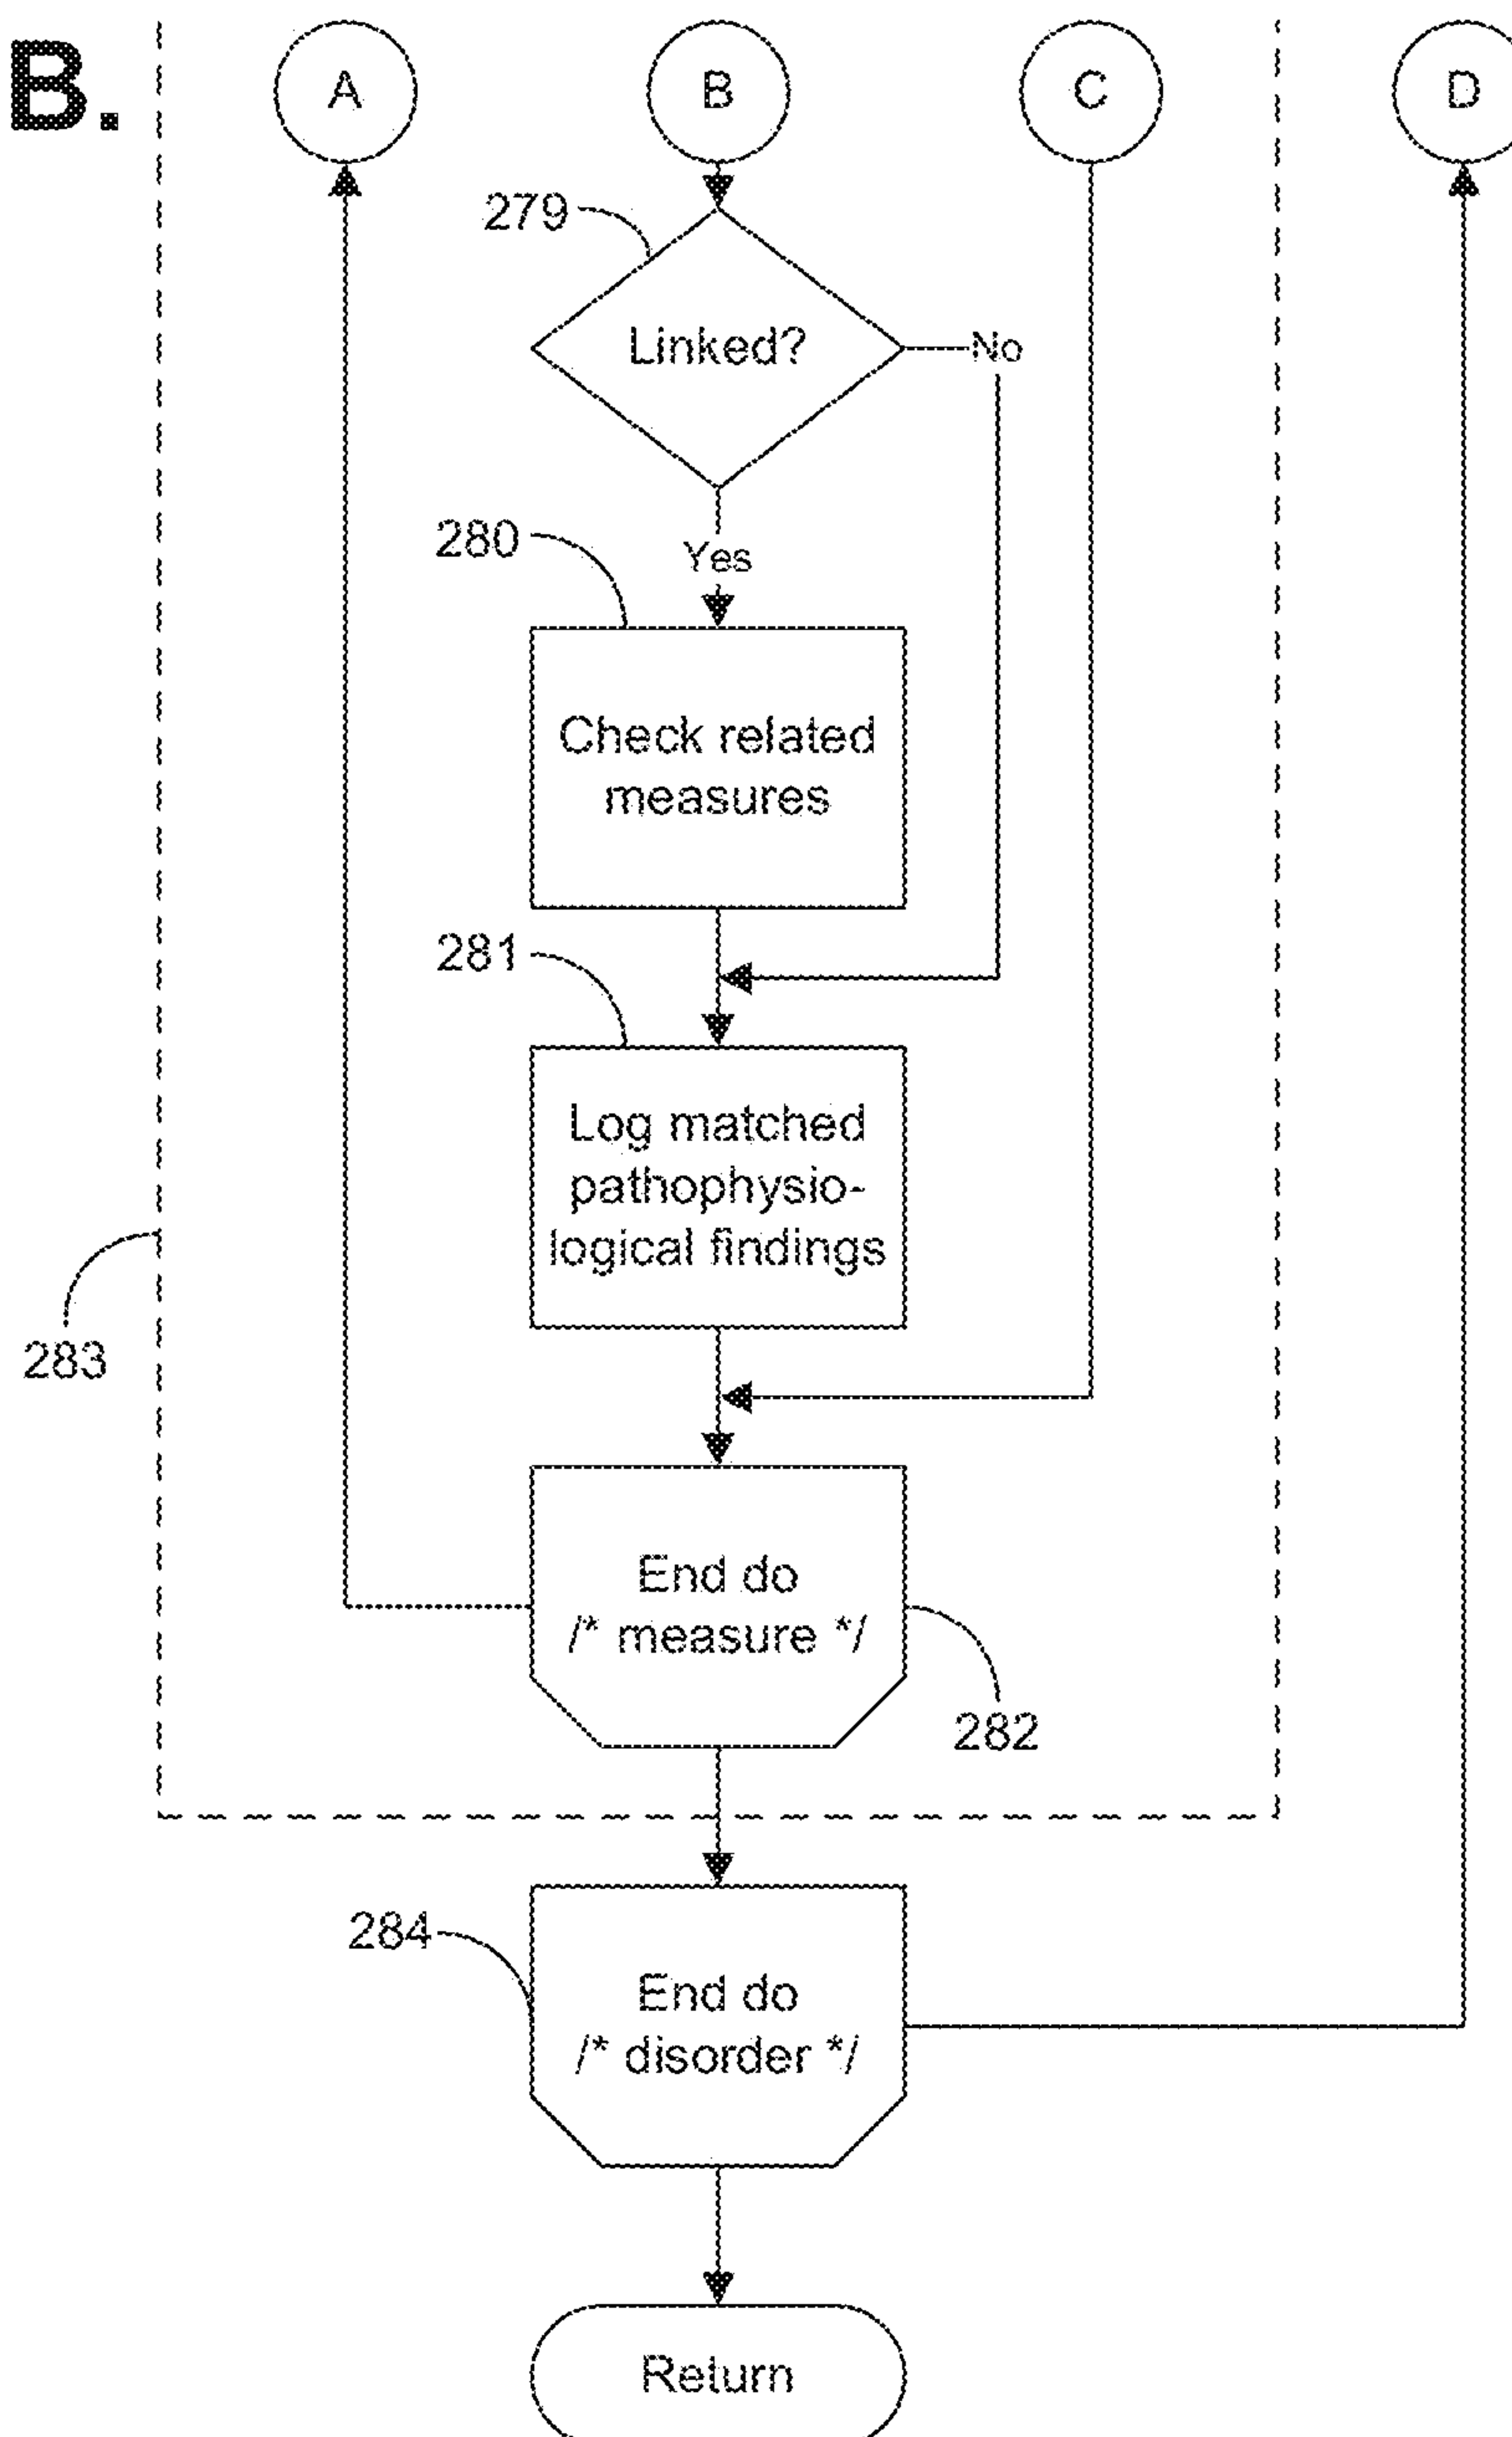 B.
A
B
C
D
279
Linked?
No
280
Yes
Check related
measures
281
Log matched
pathophysio-
logical findings
283
End do
/* measure */
282
284
End do
/* disorder */
Return